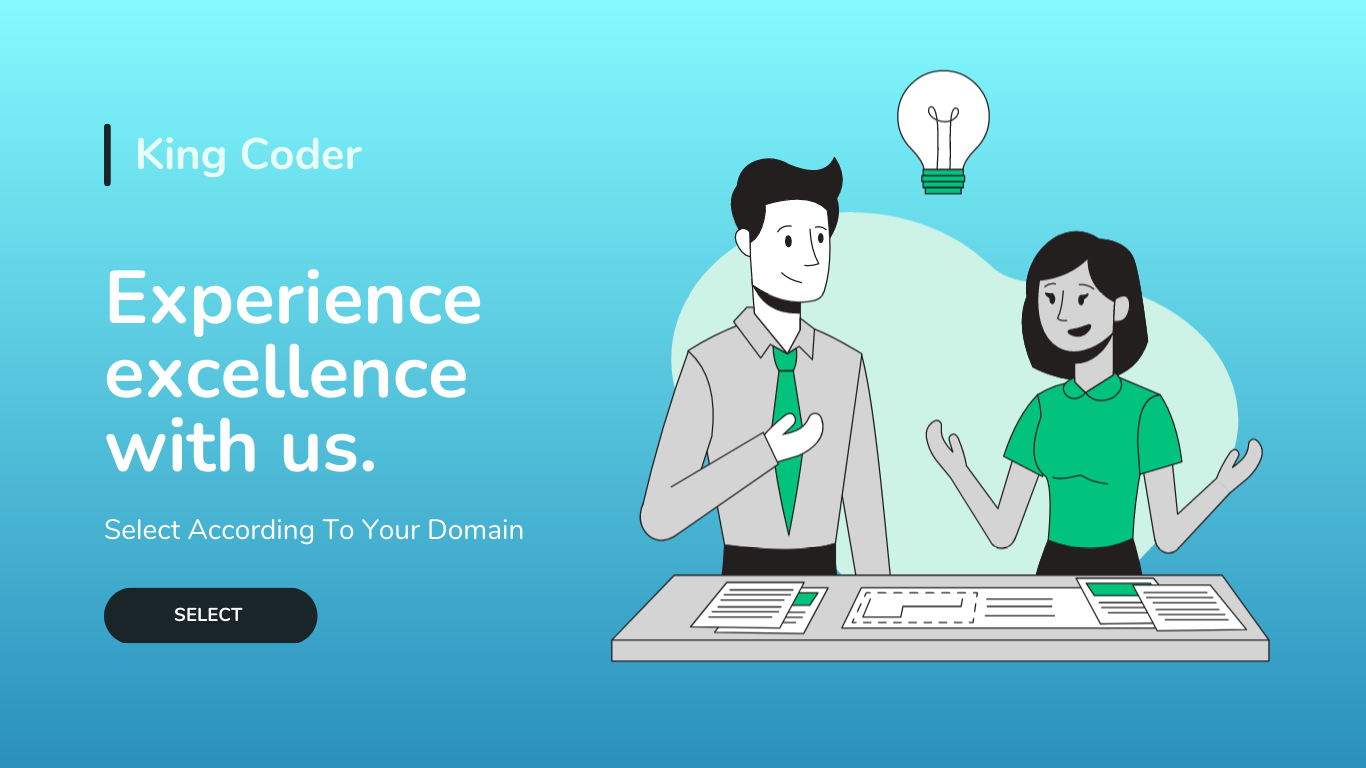 King Coder
Experience
excellence
with us.
Select According To Your Domain
SELECT